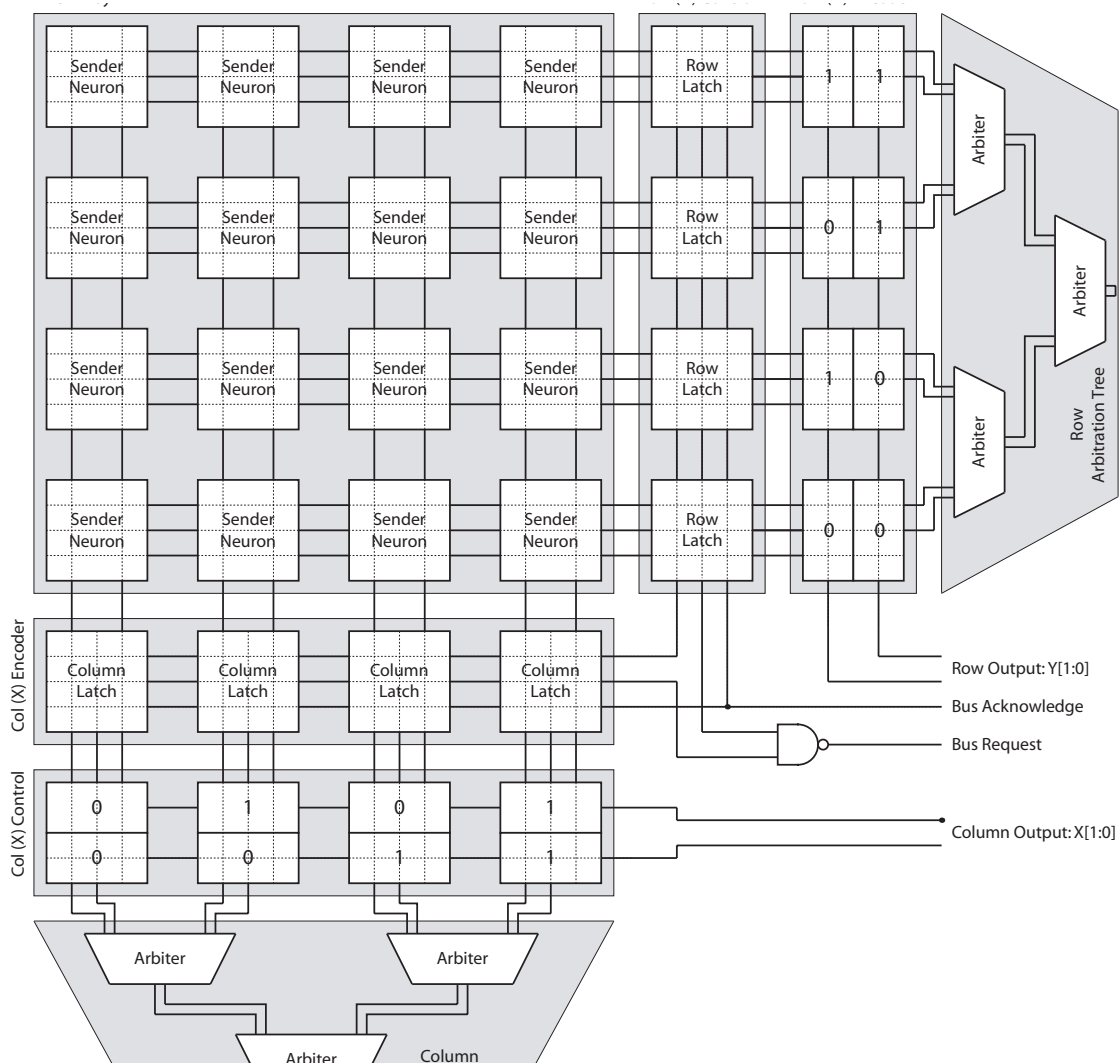 Sender Neuron Sender Neuron Sender Neuron Sender Neuron Row Latch 1 1 Arbiter
Sender Neuron Sender Neuron Sender Neuron Sender Neuron Row Latch 0 1
Arbiter
Sender Neuron Sender Neuron Sender Neuron Sender Neuron Row Latch 1 0 Arbiter
Row Arbitration Tree
Sender Neuron Sender Neuron Sender Neuron Sender Neuron Row Latch 0 0
Col (X) Encoder
Column Latch Column Latch Column Latch Column Latch
Row Output: Y[1:0]
Bus Acknowledge
Bus Request
Col (X) Control
0 1 0 1
0 0 1 1
Column Output: X[1:0]
Arbiter Arbiter
Arbiter Column